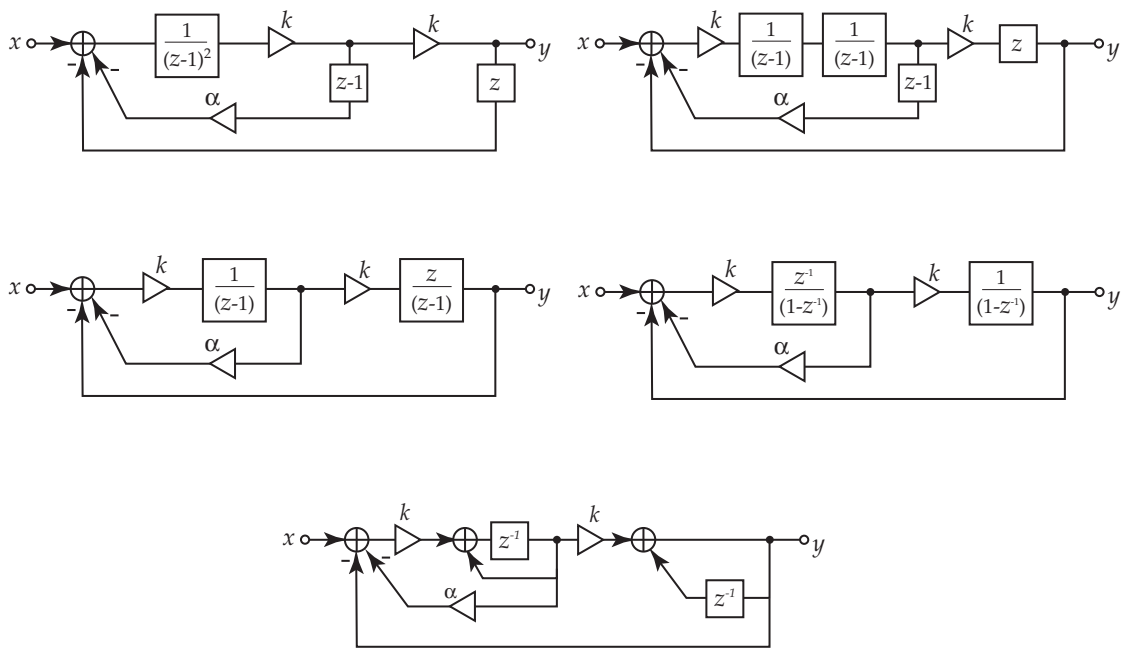 x - - 1 (z-1)² k z-1 α k z y
x - - k 1 (z-1) 1 (z-1) z-1 α k z y
x - - k 1 (z-1) α k z (z-1) y
x - - k z⁻¹ (1-z⁻¹) α k 1 (1-z⁻¹) y
x - - k z⁻¹ α k z⁻¹ y